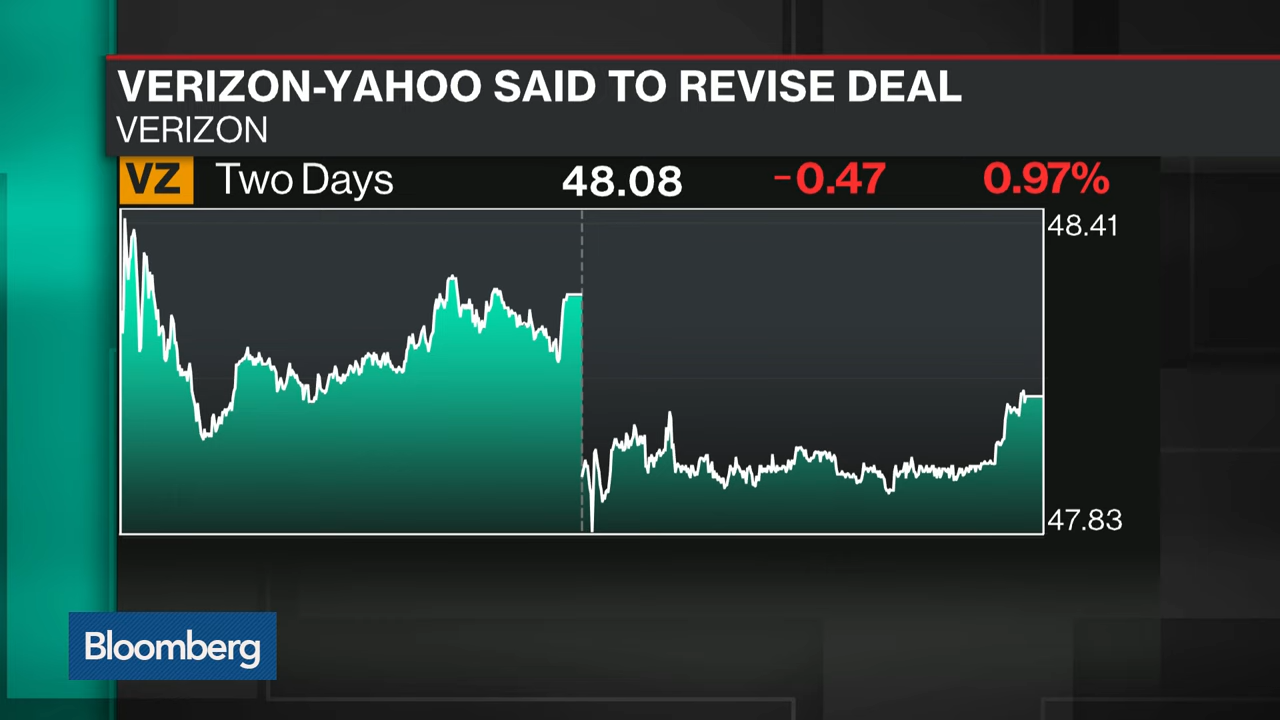 VERIZON-YAHOO SAID TO REVISE DEAL
VERIZON
VZ Two Days 48.08 -0.47 0.97%
48.41
47.83
Bloomberg